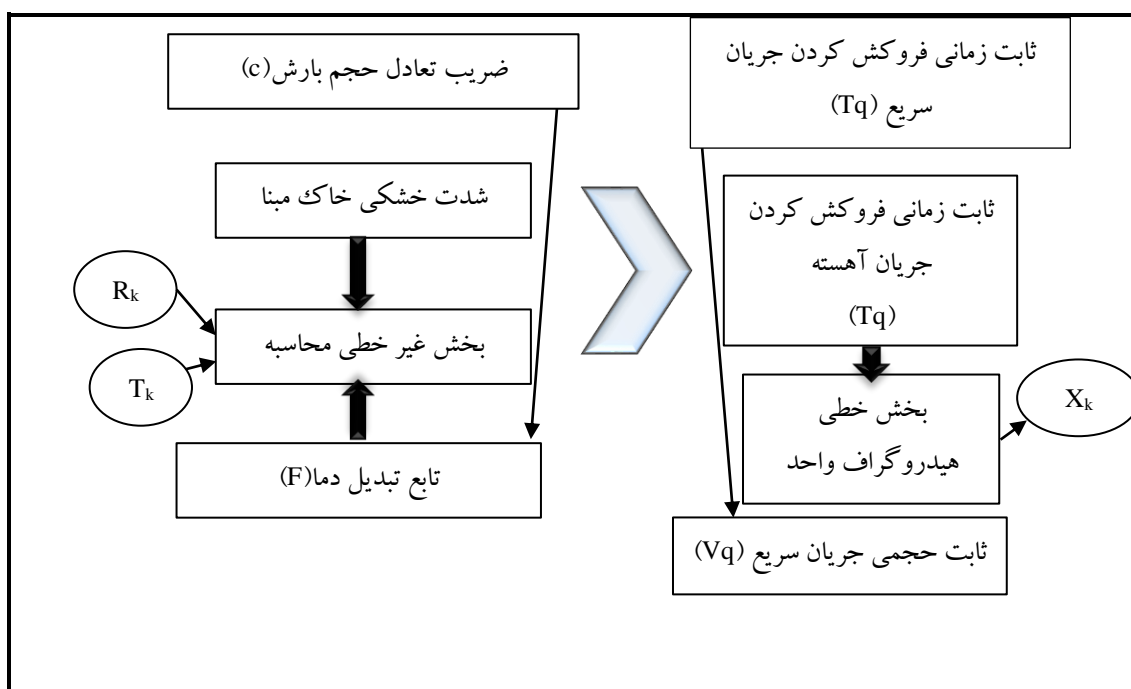 ضریب تعادل حجم بارش(c)
ثابت زمانی فروکش کردن جریان
سریع (Tq)
شدت خشکی خاک مبنا
ثابت زمانی فروکش کردن
جریان آهسته
(Tq)
Rk
بخش غیر خطی محاسبه
Tk
بخش خطی
هیدروگراف واحد
Xk
تابع تبدیل دما(F)
ثابت حجمی جریان سریع (Vq)